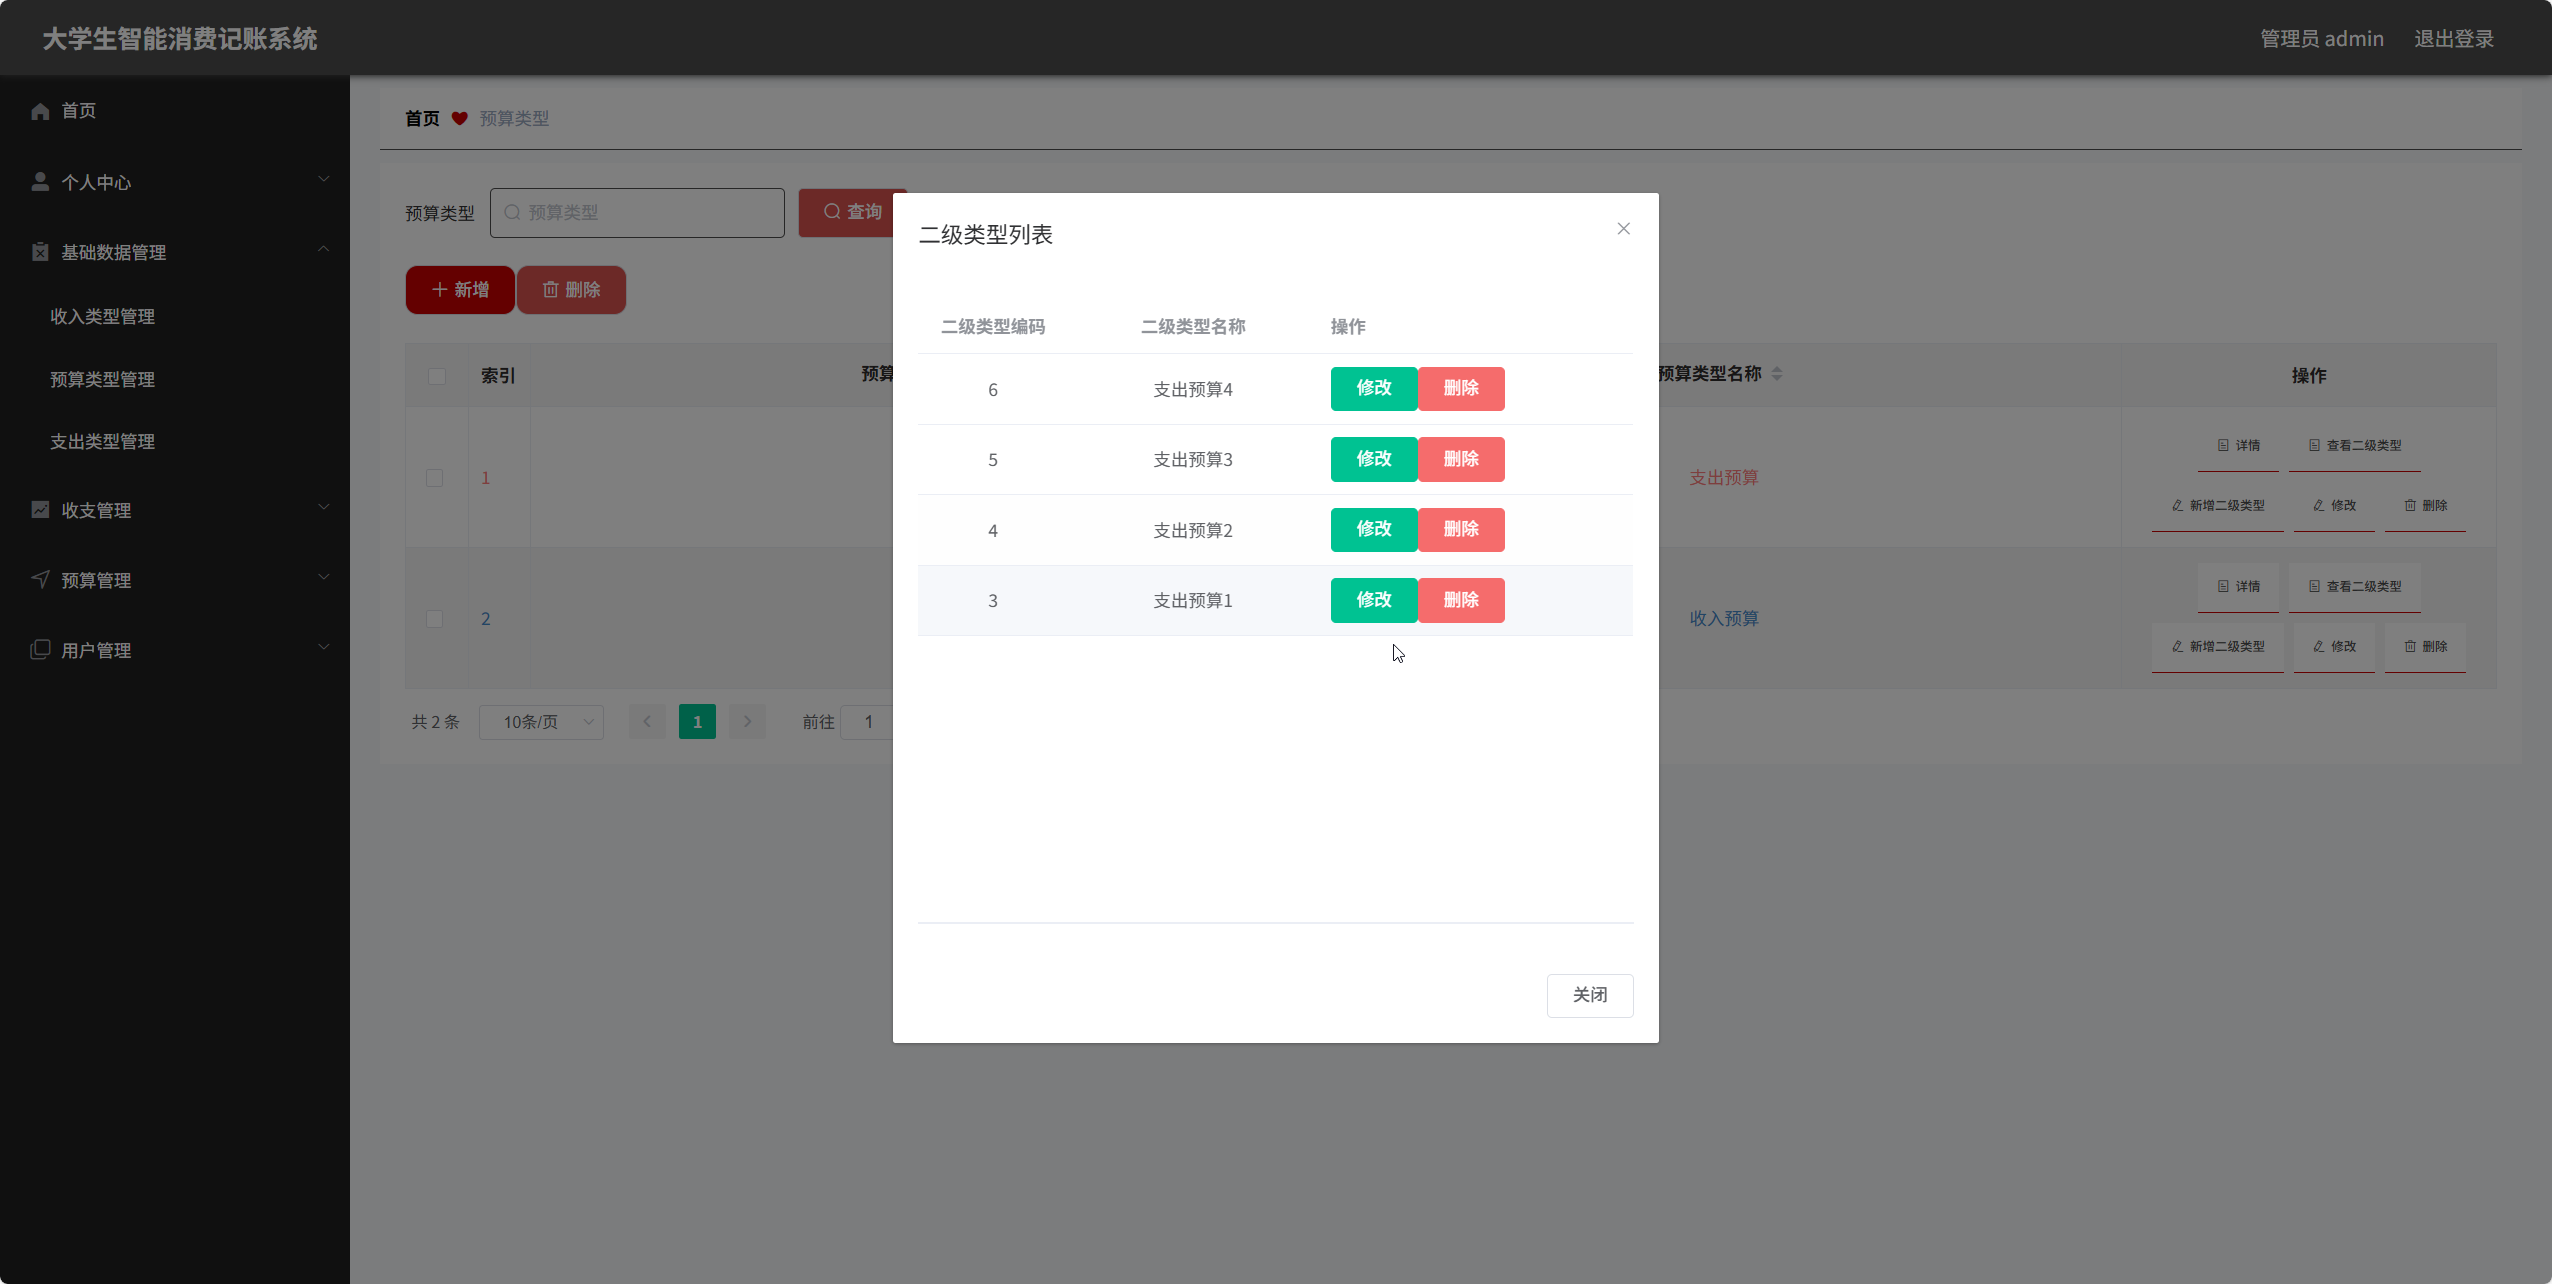 大学生智能消费记账系统
管理员 admin
退出登录
首页
个人中心
基础数据管理
收入类型管理
预算类型管理
支出类型管理
收支管理
预算管理
用户管理
首页 预算类型
预算类型 预算类型 查询
新增 删除
索引 预算 预算类型名称 操作
1 支出预算 详情 查看二级类型
新增二级类型 修改 删除
2 收入预算 详情 查看二级类型
新增二级类型 修改 删除
共 2 条 10条/页 1 前往 1
二级类型列表
二级类型编码 二级类型名称 操作
6 支出预算4 修改 删除
5 支出预算3 修改 删除
4 支出预算2 修改 删除
3 支出预算1 修改 删除
关闭